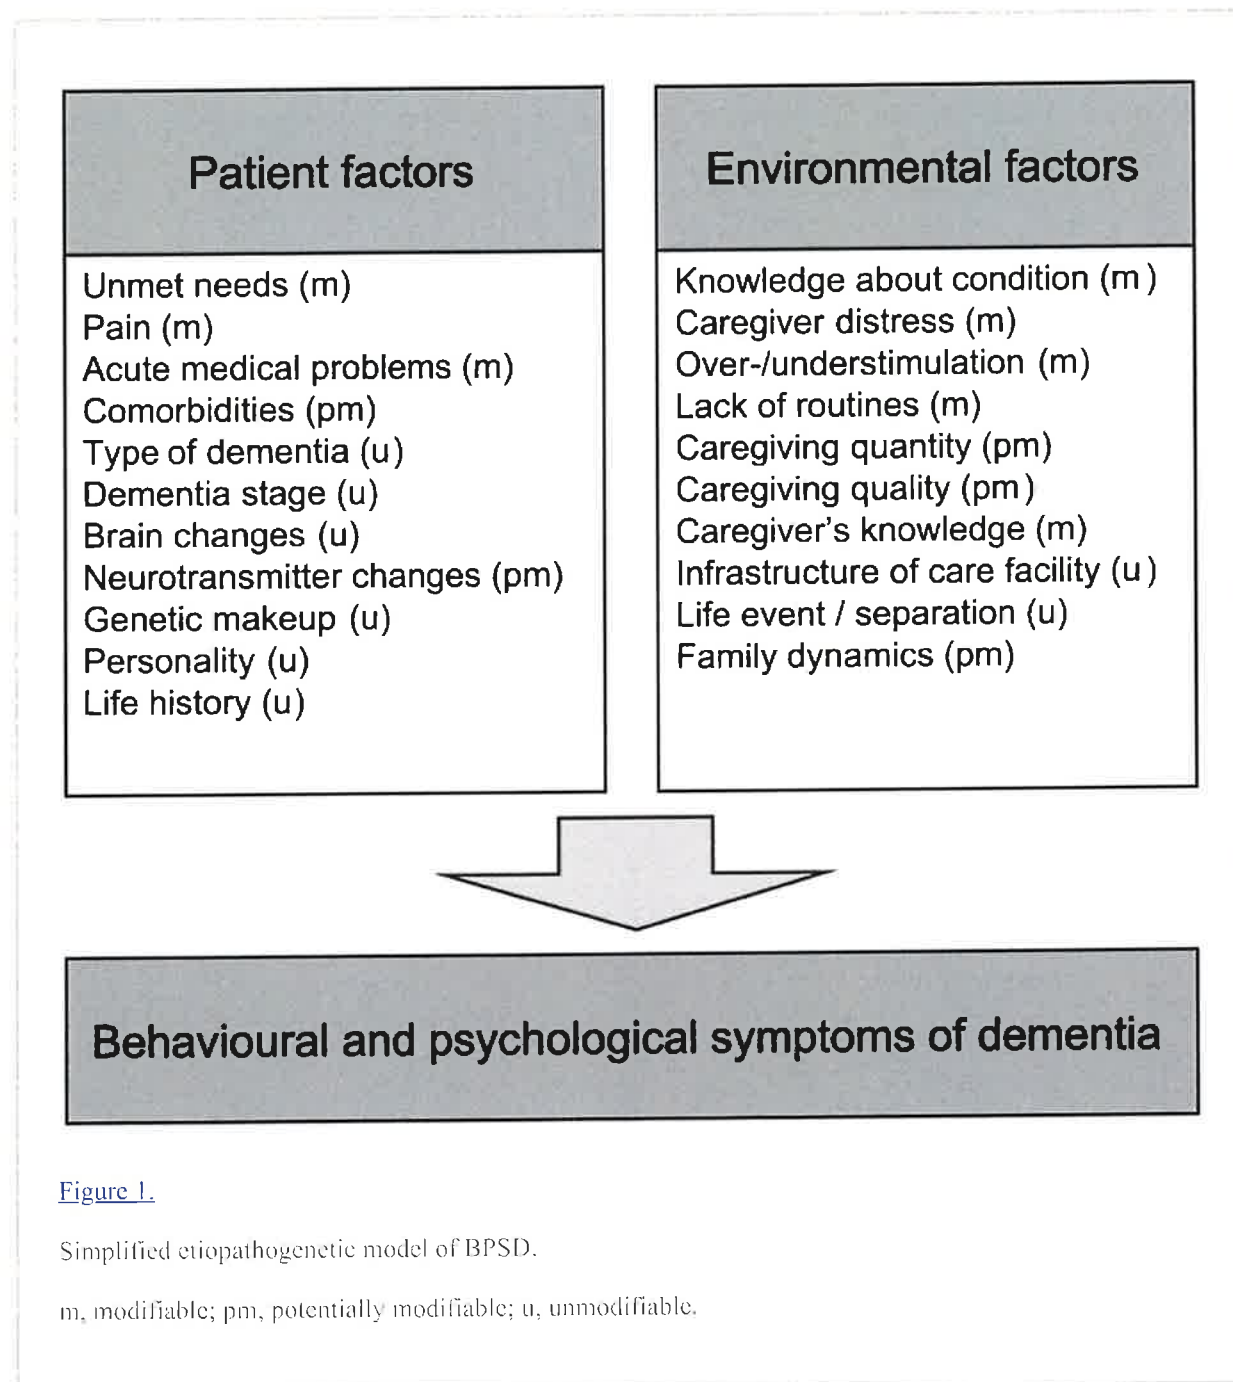 Patient factors
Unmet needs (m)
Pain (m)
Acute medical problems (m)
Comorbidities (pm)
Type of dementia (u)
Dementia stage (u)
Brain changes (u)
Neurotransmitter changes (pm)
Genetic makeup (u)
Personality (u)
Life history (u)
Environmental factors
Knowledge about condition (m )
Caregiver distress (m)
Over-/understimulation (m)
Lack of routines (m)
Caregiving quantity (pm)
Caregiving quality (pm)
Caregiver's knowledge (m)
Infrastructure of care facility (u )
Life event / separation (u)
Family dynamics (pm)
Behavioural and psychological symptoms of dementia
Figure 1.
Simplified etiopathogenetic model of BPSD.
m, modifiable; pm, potentially modifiable; u, unmodifiable.